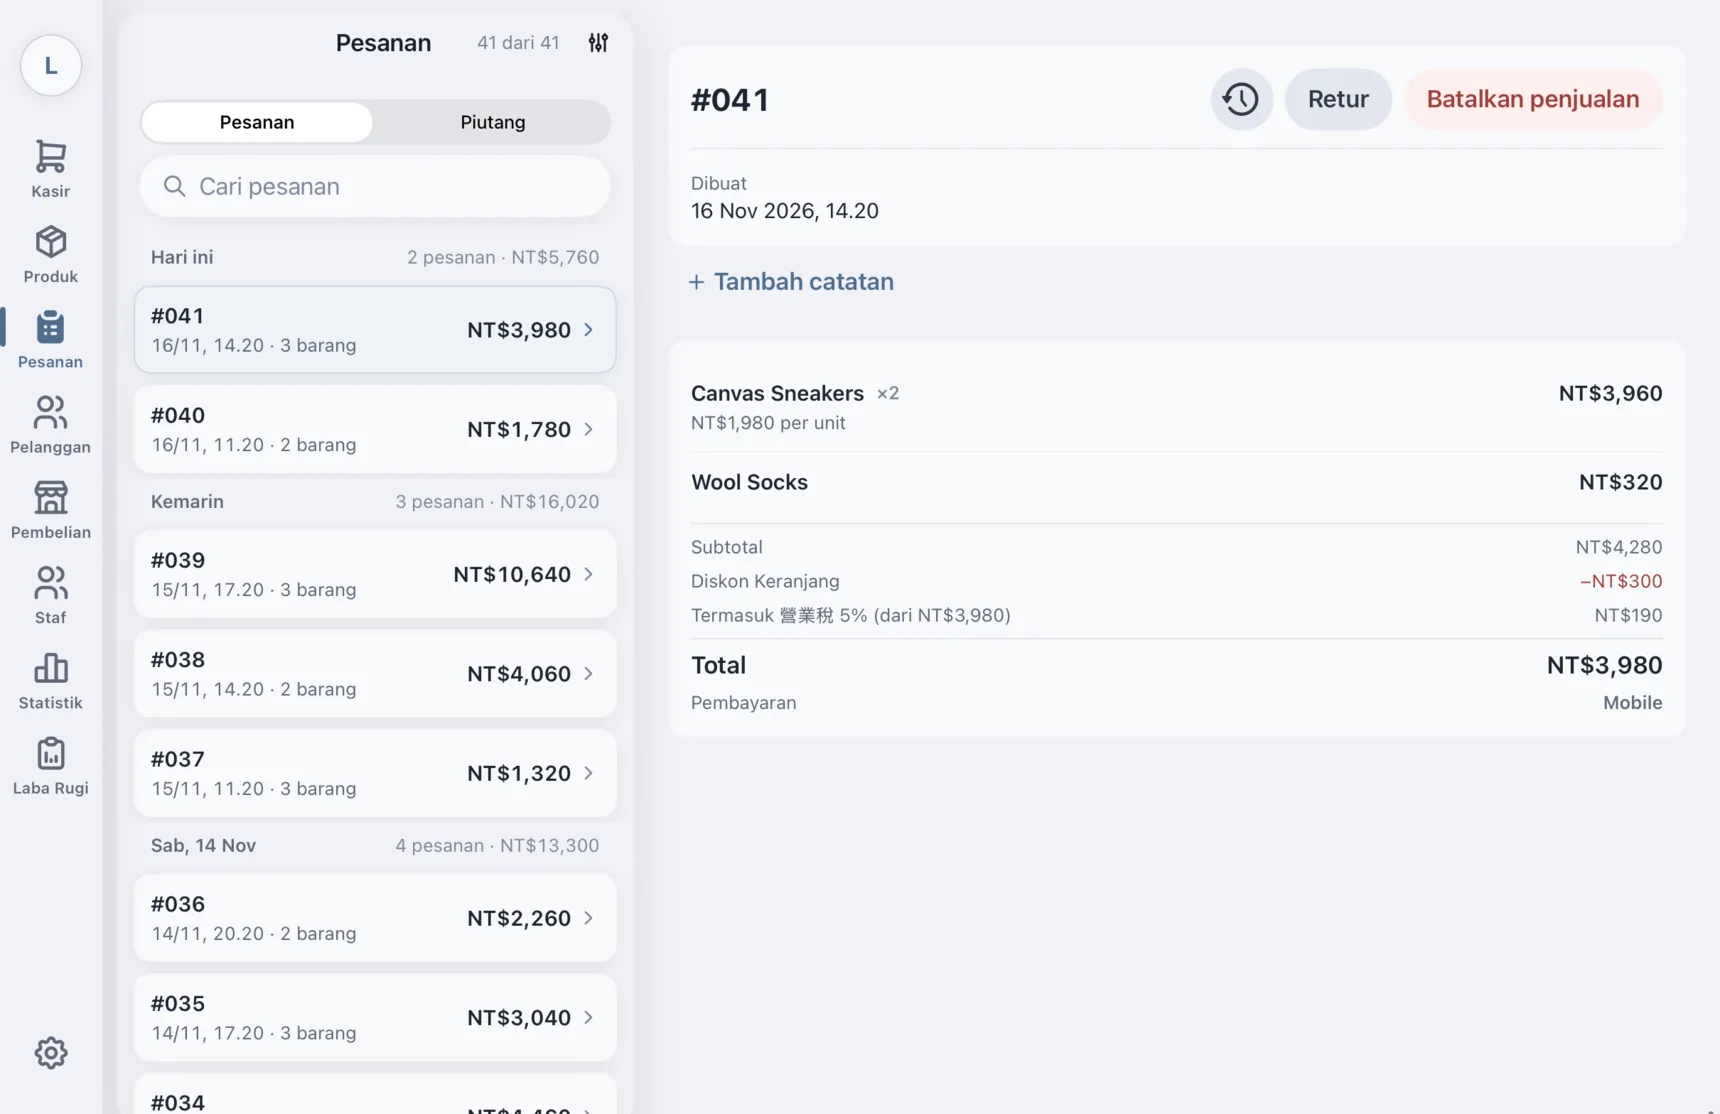 L
Kasir
Produk
Pesanan
Pelanggan
Pembelian
Staf
Statistik
Laba Rugi
Pesanan 41 dari 41
Pesanan Piutang
Cari pesanan
Hari ini 2 pesanan · NT$5,760
#041
16/11, 14.20 · 3 barang
NT$3,980
#040
16/11, 11.20 · 2 barang
NT$1,780
Kemarin 3 pesanan · NT$16,020
#039
15/11, 17.20 · 3 barang
NT$10,640
#038
15/11, 14.20 · 2 barang
NT$4,060
#037
15/11, 11.20 · 3 barang
NT$1,320
Sab, 14 Nov 4 pesanan · NT$13,300
#036
14/11, 20.20 · 2 barang
NT$2,260
#035
14/11, 17.20 · 3 barang
NT$3,040
#034
NT$4,460
#041
Retur
Batalkan penjualan
Dibuat
16 Nov 2026, 14.20
+ Tambah catatan
Canvas Sneakers ×2 NT$3,960
NT$1,980 per unit
Wool Socks NT$320
Subtotal NT$4,280
Diskon Keranjang −NT$300
Termasuk 營業稅 5% (dari NT$3,980) NT$190
Total NT$3,980
Pembayaran Mobile